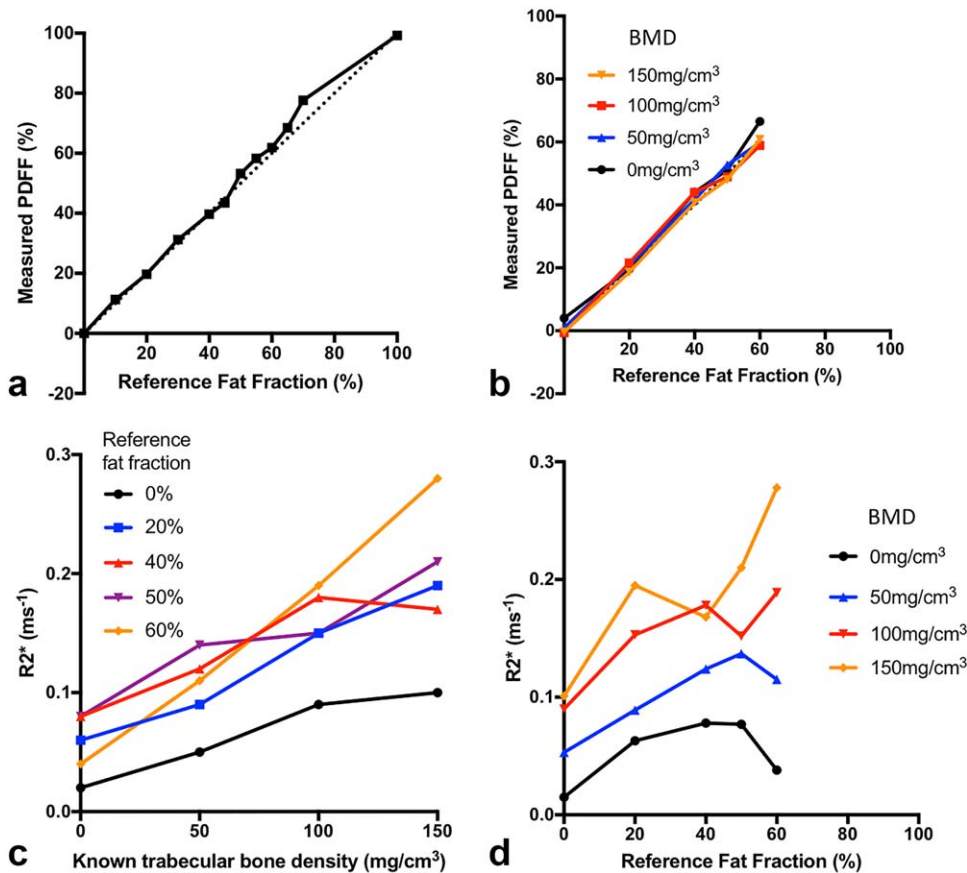 100
80
60
40
20
0
-20
Measured PDFF (%)
20
40
60
80
100
Reference Fat Fraction (%)
a
100
80
60
40
20
0
-20
Measured PDFF (%)
BMD
150mg/cm³
100mg/cm³
50mg/cm³
0mg/cm³
20
40
60
80
100
Reference Fat Fraction (%)
b
Reference
fat fraction
0%
20%
40%
50%
60%
0.3
0.2
0.1
0.0
R2* (ms⁻¹)
0
50
100
150
Known trabecular bone density (mg/cm³)
c
0.3
0.2
0.1
0.0
R2* (ms⁻¹)
BMD
0mg/cm³
50mg/cm³
100mg/cm³
150mg/cm³
0
20
40
60
80
100
Reference Fat Fraction (%)
d